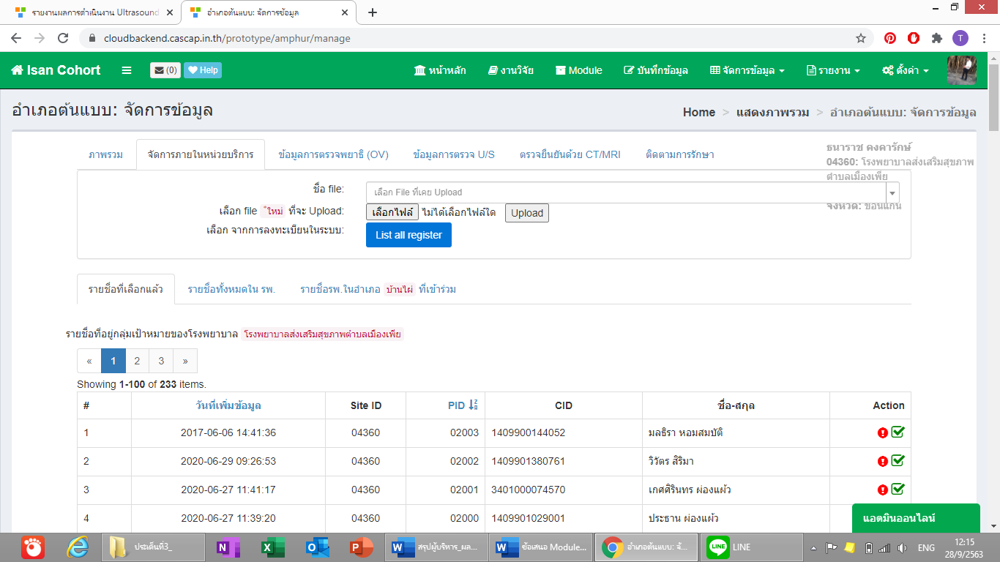 รายงานผลการดำเนินงาน Ultrasound
อำเภอต้นแบบ: จัดการข้อมูล
cloudbackend.cascap.in.th/prototype/amphur/manage
T
Isan Cohort
(0)
Help
หน้าหลัก
งานวิจัย
Module
บันทึกข้อมูล
จัดการข้อมูล
รายงาน
ตั้งค่า
อำเภอต้นแบบ: จัดการข้อมูล
Home > แสดงภาพรวม > อำเภอต้นแบบ: จัดการข้อมูล
ภาพรวม
จัดการภายในหน่วยบริการ
ข้อมูลการตรวจพยาธิ (OV)
ข้อมูลการตรวจ U/S
ตรวจยืนยันด้วย CT/MRI
ติดตามการรักษา
ธนาราช คงคารักษ์
04360: โรงพยาบาลส่งเสริมสุขภาพ
ตำบลเมืองเพีย
จังหวัด: ขอนแก่น
ชื่อ file:
เลือก File ที่เคย Upload
เลือก file "ใหม่ ที่จะ Upload:
เลือกไฟล์ ไม่ได้เลือกไฟล์ใด
Upload
เลือก จากการลงทะเบียนในระบบ:
List all register
รายชื่อที่เลือกแล้ว
รายชื่อทั้งหมดใน รพ.
รายชื่อรพ.ในอำเภอ บ้านไผ่ ที่เข้าร่วม
รายชื่อที่อยู่กลุ่มเป้าหมายของโรงพยาบาล โรงพยาบาลส่งเสริมสุขภาพตำบลเมืองเพีย
« 1 2 3 »
Showing 1-100 of 233 items.
# วันที่เพิ่มข้อมูล Site ID PID CID ชื่อ-สกุล Action
1 2017-06-06 14:41:36 04360 02003 1409900144052 มลธิรา หอมสมบัติ
2 2020-06-29 09:26:53 04360 02002 1409901380761 วิวัตร สิริมา
3 2020-06-27 11:41:17 04360 02001 3401000074570 เกศศิรินทร ผ่องแผ้ว
4 2020-06-27 11:39:20 04360 02000 1409901029001 ประธาน ผ่องแผ้ว
แอดมินออนไลน์
ประเด็นที่3_
สรุปผู้บริหาร_ผล...
ข้อเสนอ Module...
อำเภอต้นแบบ: จั...
LINE
ENG
12:15
28/9/2563